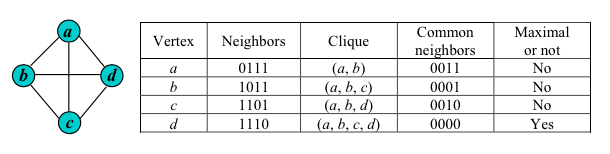 a
b
d
c
Vertex Neighbors Clique Common neighbors Maximal or not
a 0111 (a, b) 0011 No
b 1011 (a, b, c) 0001 No
c 1101 (a, b, d) 0010 No
d 1110 (a, b, c, d) 0000 Yes